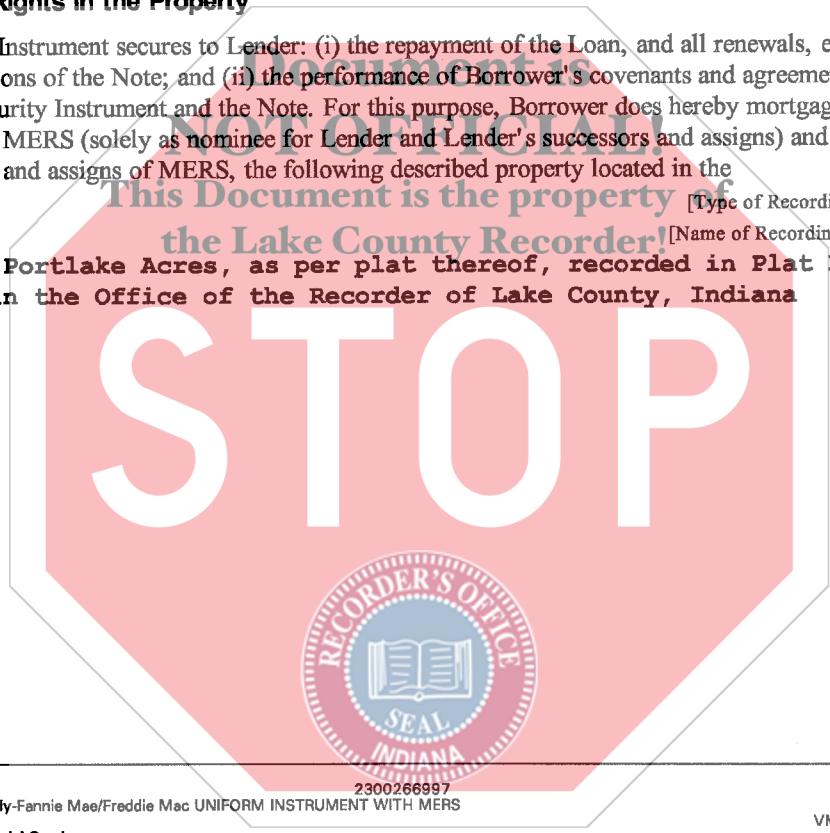 Rights in the Property
Instrument secures to Lender: (i) the repayment of the Loan, and all renewals,
ons of the Note; and (ii) the performance of Borrower's covenants and
urity Instrument and the Note. For this purpose, Borrower does hereby
MERS (solely as nominee for Lender and Lender's successors and assigns) and
and assigns of MERS, the following described property located in the
[Type of
[Name of
Document is
NOT OFFICIAL!
This Document is the property of
the Lake County Recorder!
Portlake Acres, as per plat thereof, recorded in Plat
n the Office of the Recorder of Lake County, Indiana
STOP
RECORDER'S OFFICE
SEAL
INDIANA
2300266997
ly-Fannie Mae/Freddie Mac UNIFORM INSTRUMENT WITH MERS